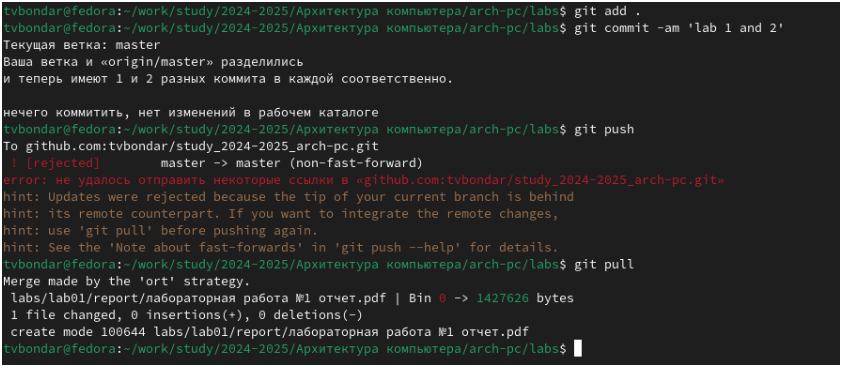 tvbondar@fedora:~/work/study/2024-2025/Архитектура компьютера/arch-pc/labs$ git add .
tvbondar@fedora:~/work/study/2024-2025/Архитектура компьютера/arch-pc/labs$ git commit -am 'lab 1 and 2'
Текущая ветка: master
Ваша ветка и «origin/master» разделились
и теперь имеют 1 и 2 разных коммита в каждой соответственно.
нечего коммитить, нет изменений в рабочем каталоге
tvbondar@fedora:~/work/study/2024-2025/Архитектура компьютера/arch-pc/labs$ git push
To github.com:tvbondar/study_2024-2025_arch-pc.git
 ! [rejected]        master -> master (non-fast-forward)
error: не удалось отправить некоторые ссылки в «github.com:tvbondar/study_2024-2025_arch-pc.git»
hint: Updates were rejected because the tip of your current branch is behind
hint: its remote counterpart. If you want to integrate the remote changes,
hint: use 'git pull' before pushing again.
hint: See the 'Note about fast-forwards' in 'git push --help' for details.
tvbondar@fedora:~/work/study/2024-2025/Архитектура компьютера/arch-pc/labs$ git pull
Merge made by the 'ort' strategy.
 labs/lab01/report/лабораторная работа №1 отчет.pdf | Bin 0 -> 1427626 bytes
 1 file changed, 0 insertions(+), 0 deletions(-)
 create mode 100644 labs/lab01/report/лабораторная работа №1 отчет.pdf
tvbondar@fedora:~/work/study/2024-2025/Архитектура компьютера/arch-pc/labs$